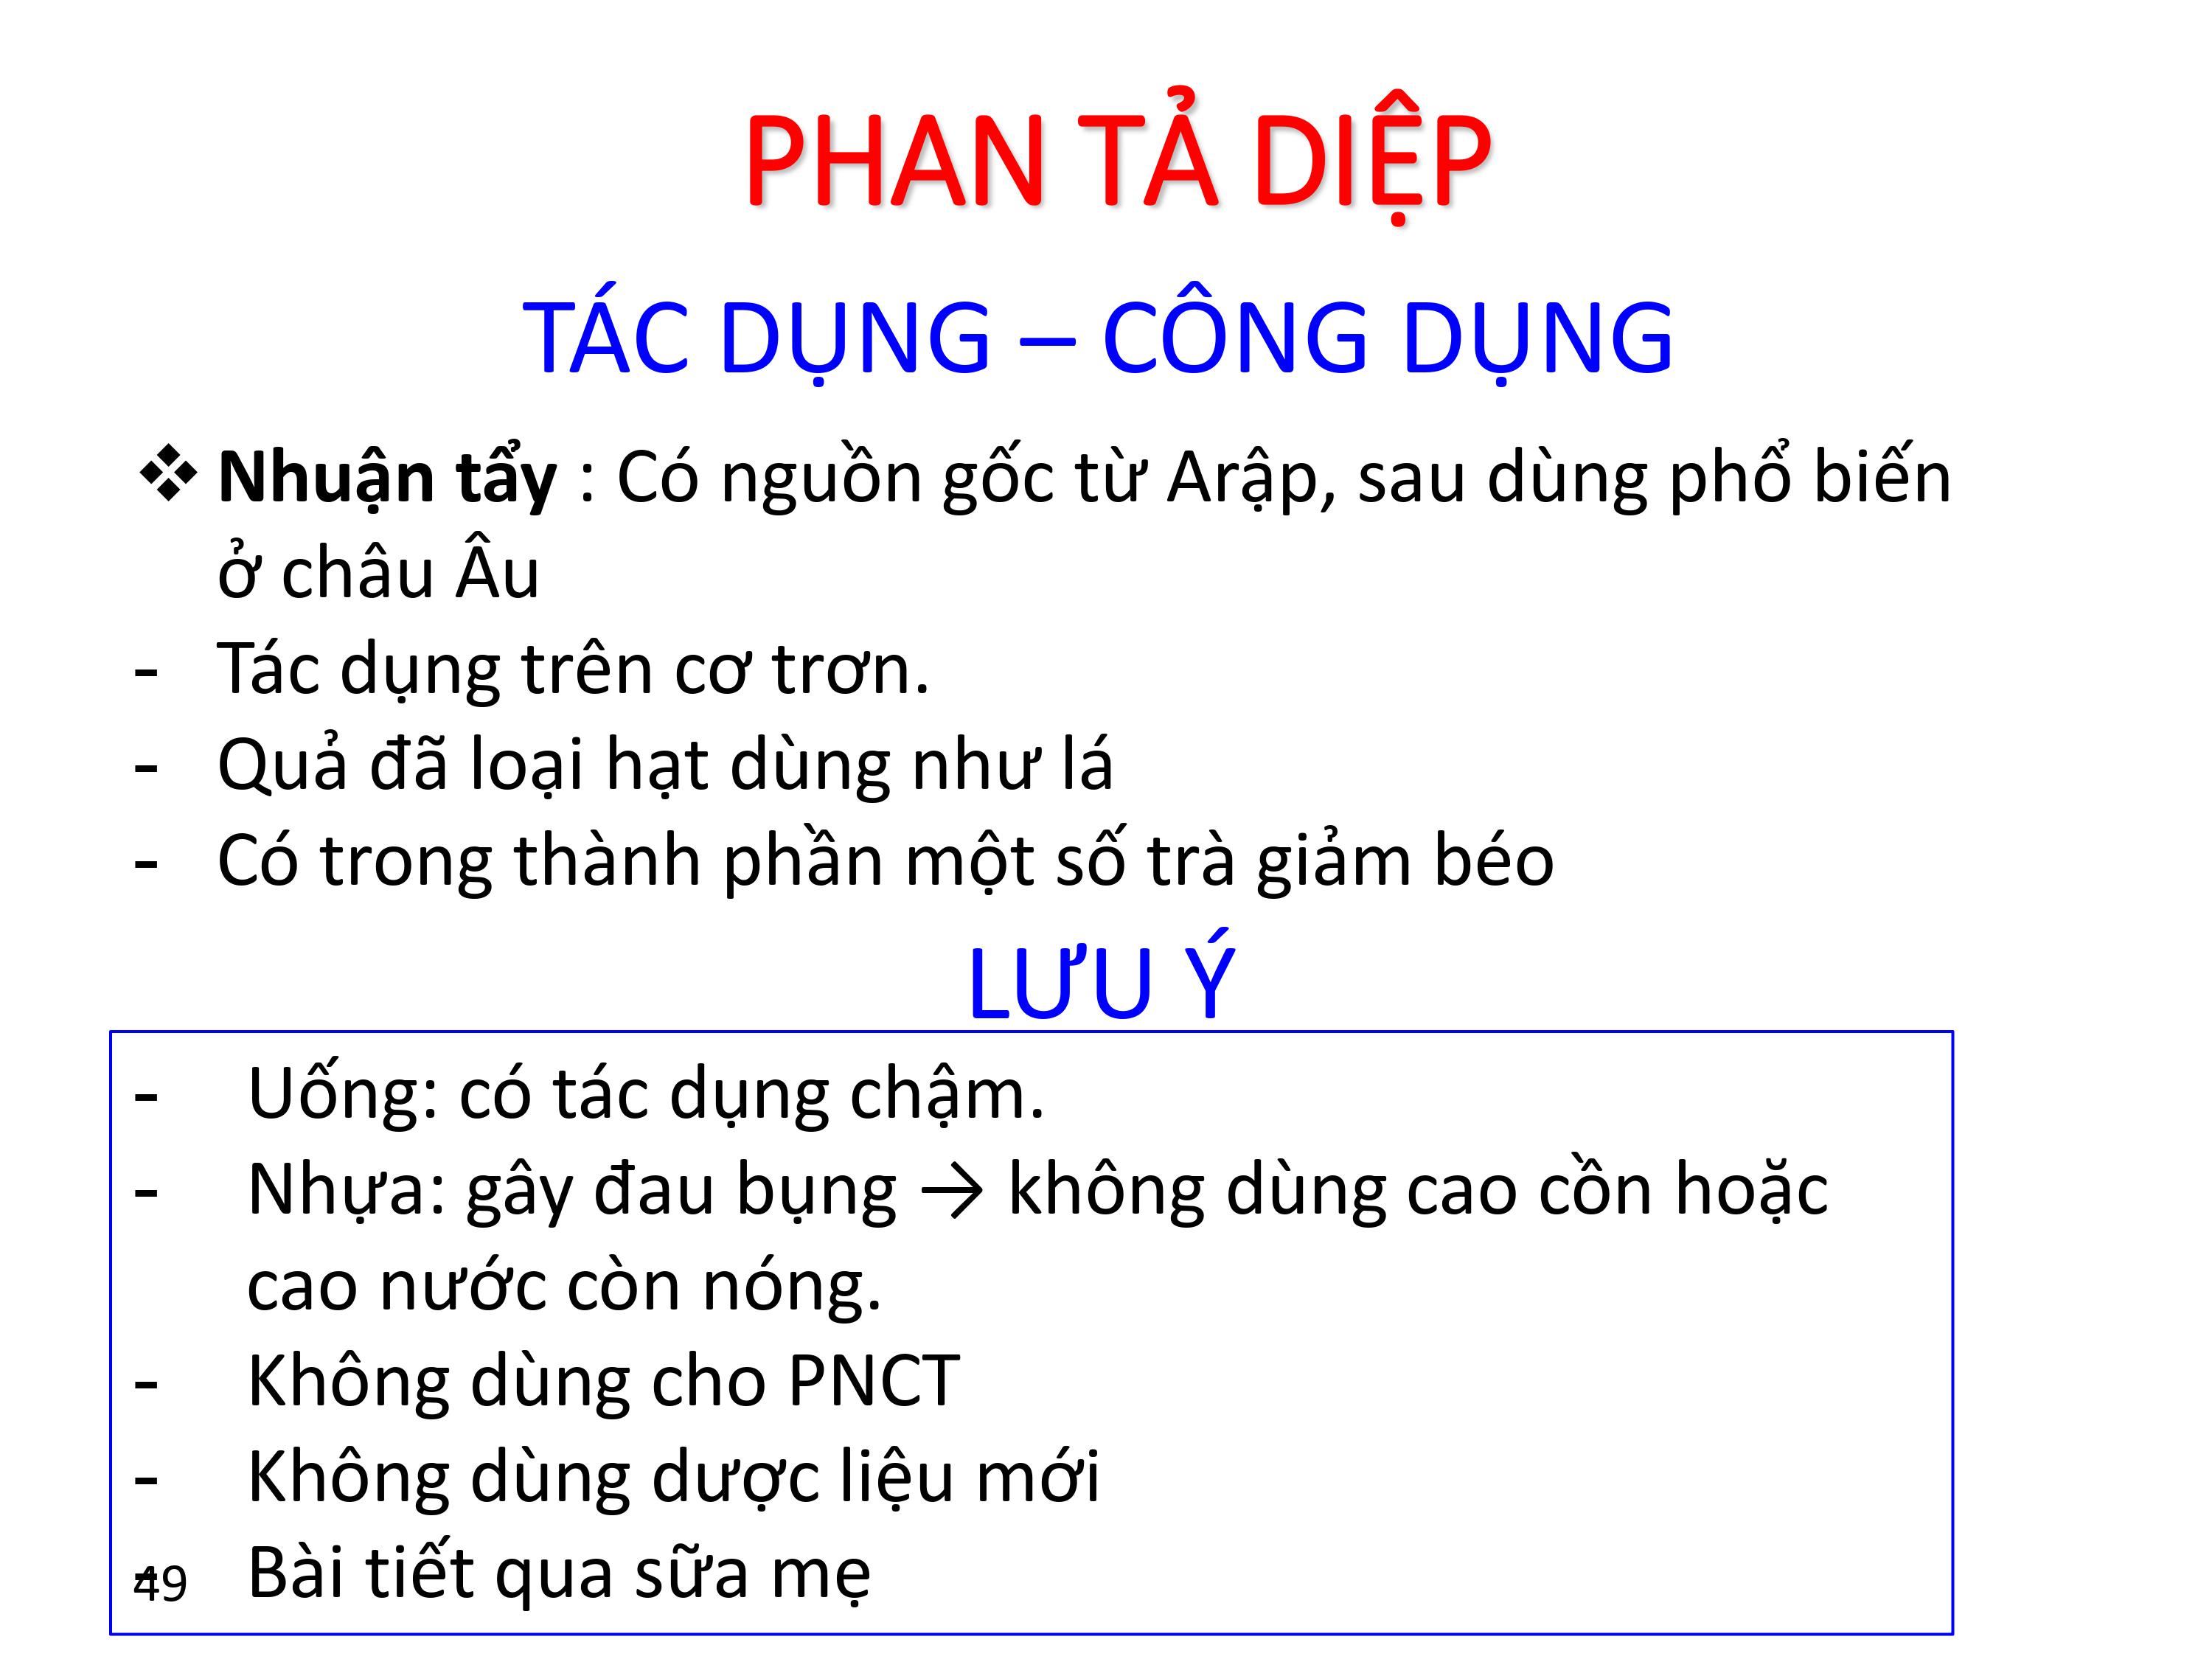 PHAN TẢ DIỆP
TÁC DỤNG – CÔNG DỤNG
❖ Nhuận tẩy : Có nguồn gốc từ Arập, sau dùng phổ biến
ở châu Âu
- Tác dụng trên cơ trơn.
- Quả đã loại hạt dùng như lá
- Có trong thành phần một số trà giảm béo
LƯU Ý
- Uống: có tác dụng chậm.
- Nhựa: gây đau bụng → không dùng cao cồn hoặc
cao nước còn nóng.
- Không dùng cho PNCT
- Không dùng dược liệu mới
- Bài tiết qua sữa mẹ
49